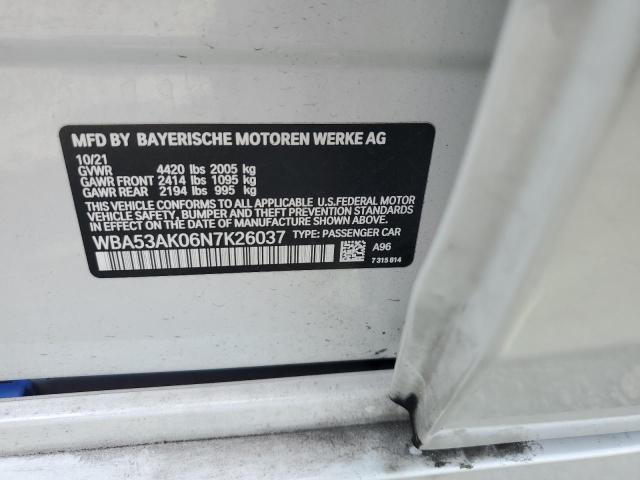 MFD BY BAYERISCHE MOTOREN WERKE AG
10/21
GVWR 4420 lbs 2005 kg
GAWR FRONT 2414 lbs 1095 kg
GAWR REAR 2194 lbs 995 kg
THIS VEHICLE CONFORMS TO ALL APPLICABLE U.S.FEDERAL MOTOR
VEHICLE SAFETY, BUMPER AND THEFT PREVENTION STANDARDS
IN EFFECT ON THE DATE OF MANUFACTURE SHOWN ABOVE.
WBA53AK06N7K26037 TYPE: PASSENGER CAR
A96
7 315 814